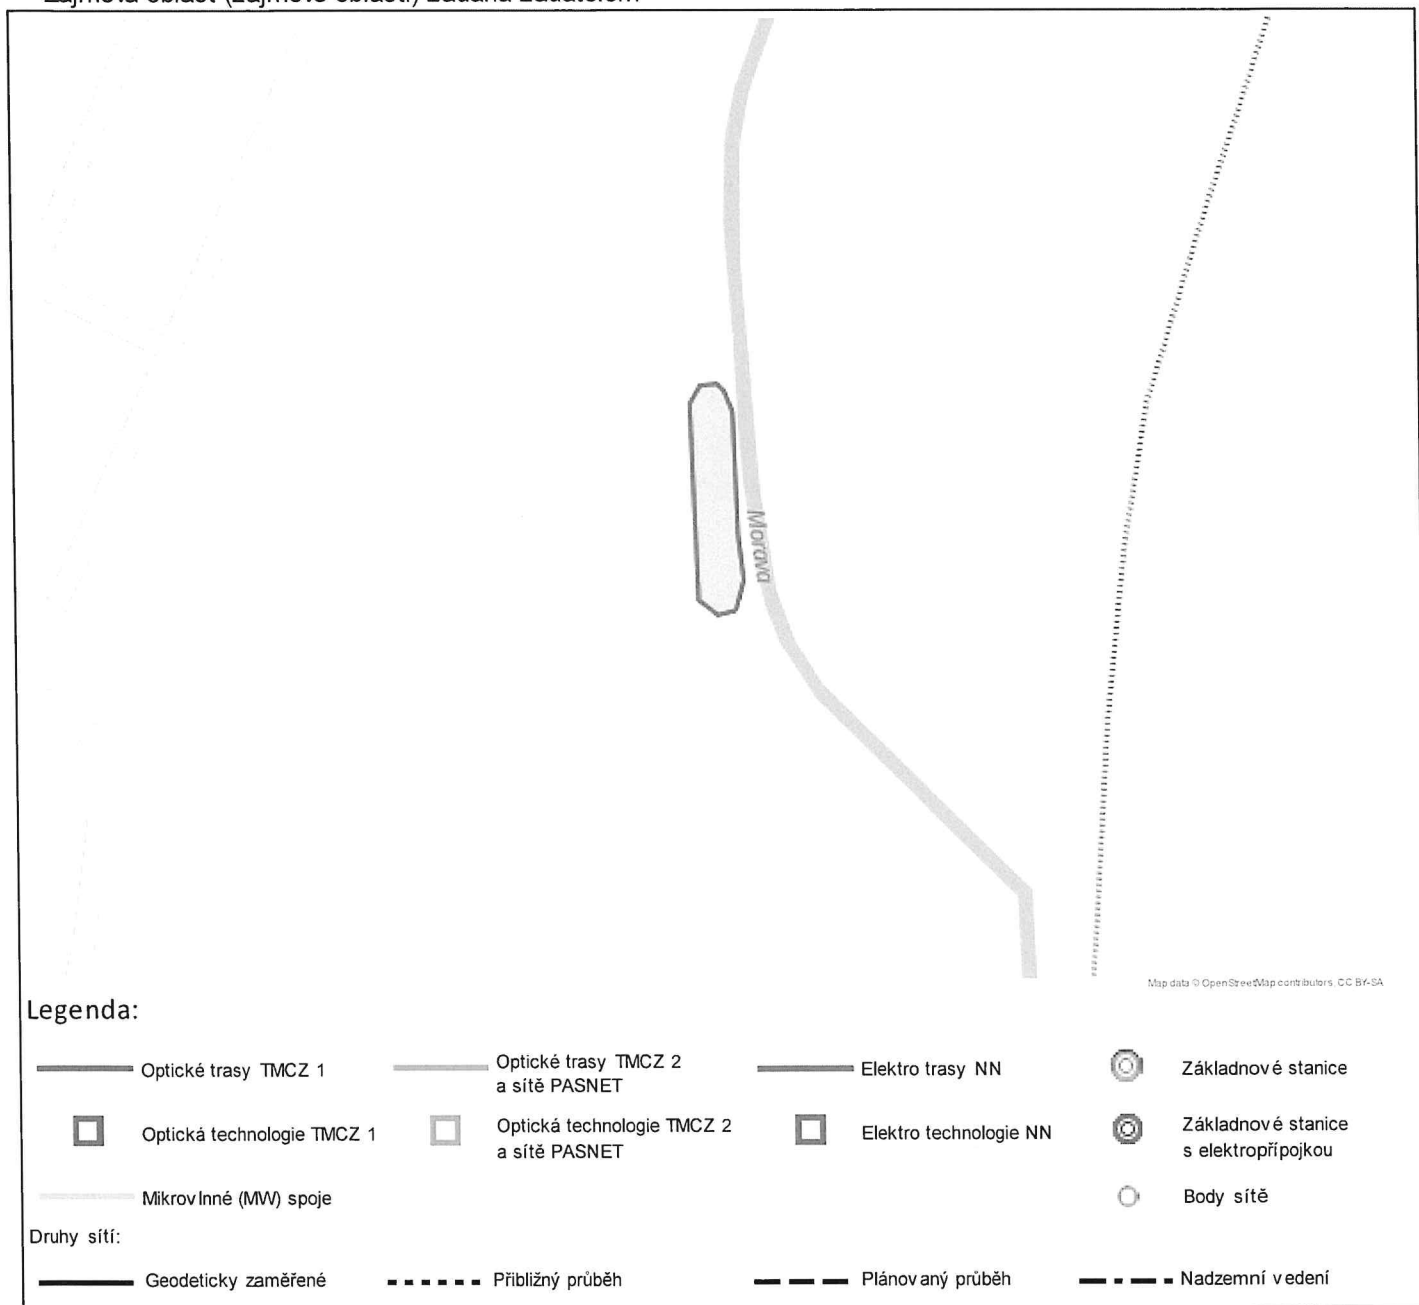 Zájmová oblast (zájmové oblasti) zadaná žadatelem
Morava
Map data © OpenStreetMap contributors, CC BY-SA
Legenda:
Optické trasy TMCZ 1
Optické trasy TMCZ 2
a sítě PASNET
Elektro trasy NN
Základnové stanice
Optická technologie TMCZ 1
Optická technologie TMCZ 2
a sítě PASNET
Elektro technologie NN
Základnové stanice
s elektropřípojkou
Mikrovlnné (MW) spoje
Body sítě
Druhy sítí:
Geodeticky zaměřené
Přibližný průběh
Plánovaný průběh
Nadzemní vedení